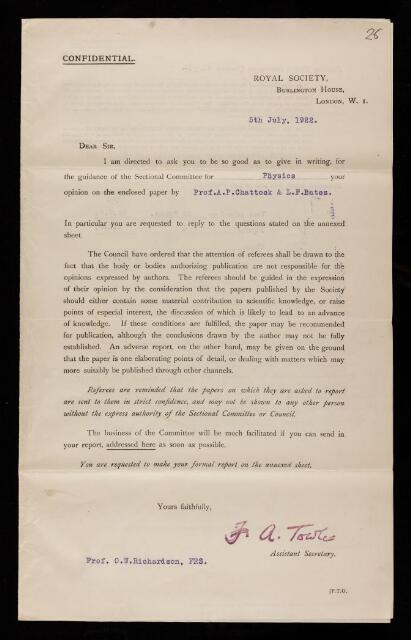 26
CONFIDENTIAL.
ROYAL SOCIETY,
BURLINGTON HOUSE,
LONDON, W. 1.
5th July, 1922.
DEAR SIR,
I am directed to ask you to be so good as to give in writing, for
the guidance of the Sectional Committee for Physics your
opinion on the enclosed paper by Prof.A.P.Chattock & L.F.Bates.
In particular you are requested to reply to the questions stated on the annexed
sheet
The Council have ordered that the attention of referees shall be drawn to the
fact that the body or bodies authorizing publication are not responsible for the
opinions expressed by authors. The referees should be guided in the expression
of their opinion by the consideration that the papers published by the Society
should either contain some material contribution to scientific knowledge, or raise
points of especial interest, the discussion of which is likely to lead to an advance
of knowledge. If these conditions are fulfilled, the paper may be recommended
for publication, although the conclusions drawn by the author may not be fully
established. An adverse report, on the other hand, may be given on the ground
that the paper is one elaborating points of detail, or dealing with matters which may
more suitably be published through other channels.
Referees are reminded that the papers on which they are asked to report
are sent to them in strict confidence, and may not be shown to any other person
without the express authority of the Sectional Committee or Council.
The business of the Committee will be much facilitated if you can send in
your report, addressed here as soon as possible.
You are requested to make your formal report on the annexed sheet.
Yours faithfully,
F. A. Towle
Assistant Secretary.
Prof. O.W.Richardson, FRS.
[P.T.O.